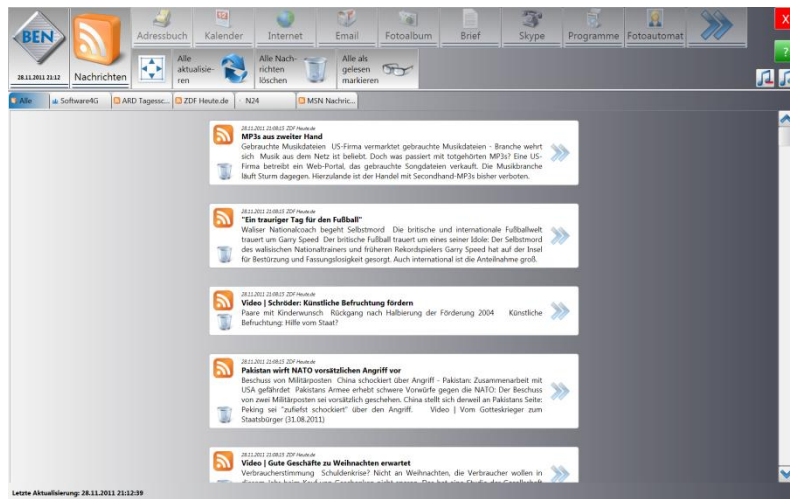 BEN
28.11.2011 21:12
Nachrichten
Adressbuch
Kalender
Internet
Email
Fotoalbum
Brief
Skype
Programme
Fotoautomat
X
?
Alle
aktualisie-
ren
Alle Nach-
richten
löschen
Alle als
gelesen
markieren
Alle
Software4G
ARD Tagessc...
ZDF Heute.de
N24
MSN Nachric...
28.11.2011 21:08:15 ZDF Heute.de
MP3s aus zweiter Hand
Gebrauchte Musikdateien US-Firma vermarktet gebrauchte Musikdateien - Branche wehrt
sich Musik aus dem Netz ist beliebt. Doch was passiert mit totgehörten MP3s? Eine US-
Firma betreibt ein Web-Portal, das gebrauchte Songdateien verkauft. Die Musikbranche
läuft Sturm dagegen. Hierzulande ist der Handel mit Secondhand-MP3s bisher verboten.
28.11.2011 21:08:15 ZDF Heute.de
"Ein trauriger Tag für den Fußball"
Waliser Nationalcoach begeht Selbstmord Die britische und internationale Fußballwelt
trauert um Garry Speed Der britische Fußball trauert um eines seiner Idole: Der Selbstmord
des walisischen Nationaltrainers und früheren Rekordspielers Garry Speed hat auf der Insel
für Bestürzung und Fassungslosigkeit gesorgt. Auch international ist die Anteilnahme groß.
28.11.2011 21:08:15 ZDF Heute.de
Video | Schröder: Künstliche Befruchtung fördern
Paare mit Kinderwunsch Rückgang nach Halbierung der Förderung 2004 Künstliche
Befruchtung: Hilfe vom Staat?
28.11.2011 21:08:15 ZDF Heute.de
Pakistan wirft NATO vorsätzlichen Angriff vor
Beschuss von Militärposten China schockiert über Angriff - Pakistan: Zusammenarbeit mit
USA gefährdet Pakistans Armee erhebt schwere Vorwürfe gegen die NATO: Der Beschuss
von zwei Militärposten sei vorsätzlich geschehen. China stellt sich derweil an Pakistans Seite:
Peking sei "zufiefst schockiert" über den Angriff. Video | Vom Gotteskrieger zum
Staatsbürger (31.08.2011)
28.11.2011 21:08:15 ZDF Heute.de
Video | Gute Geschäfte zu Weihnachten erwartet
Verbraucherstimmung Schuldenkrise? Nicht an Weihnachten, die Verbraucher wollen in
Letzte Aktualisierung: 28.11.2011 21:12:39